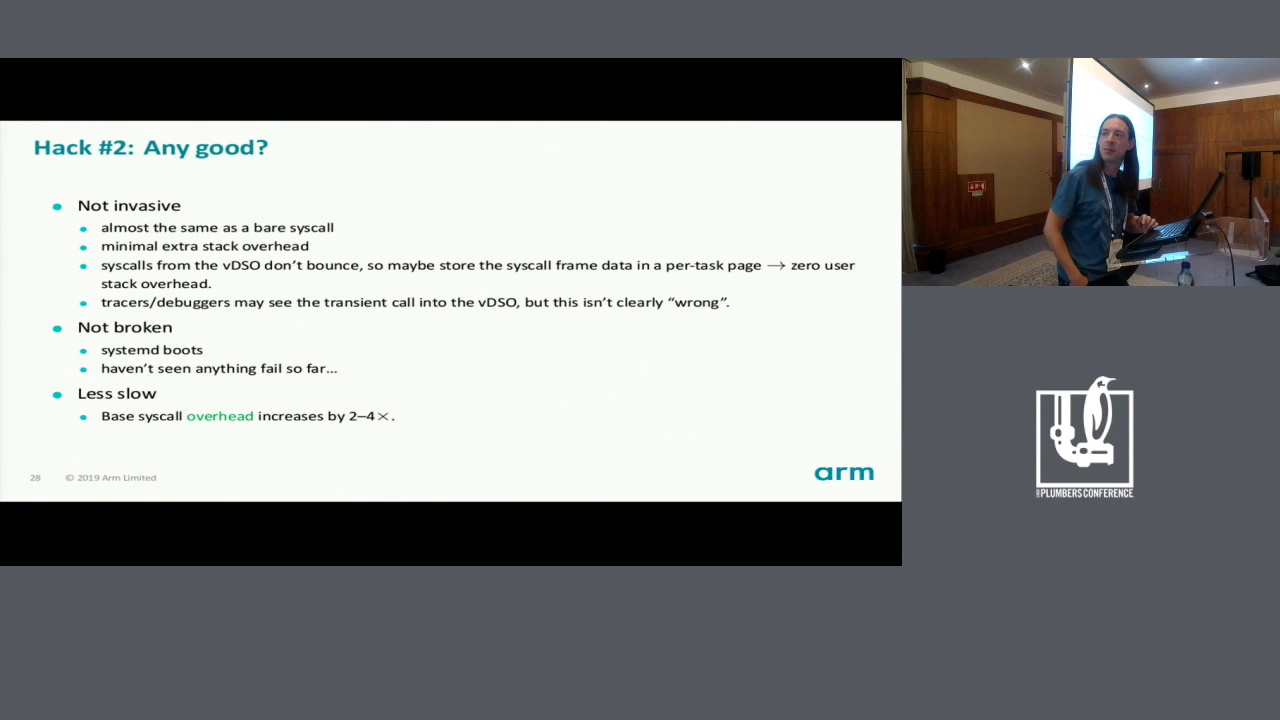 Hack #2: Any good?
Not invasive
almost the same as a bare syscall
minimal extra stack overhead
syscalls from the vDSO don't bounce, so maybe store the syscall frame data in a per-task page → zero user
stack overhead.
tracers/debuggers may see the transient call into the vDSO, but this isn't clearly “wrong”.
Not broken
systemd boots
haven't seen anything fail so far...
Less slow
Base syscall overhead increases by 2–4×.
28 © 2019 Arm Limited
arm
PLUMBERS CONFERENCE